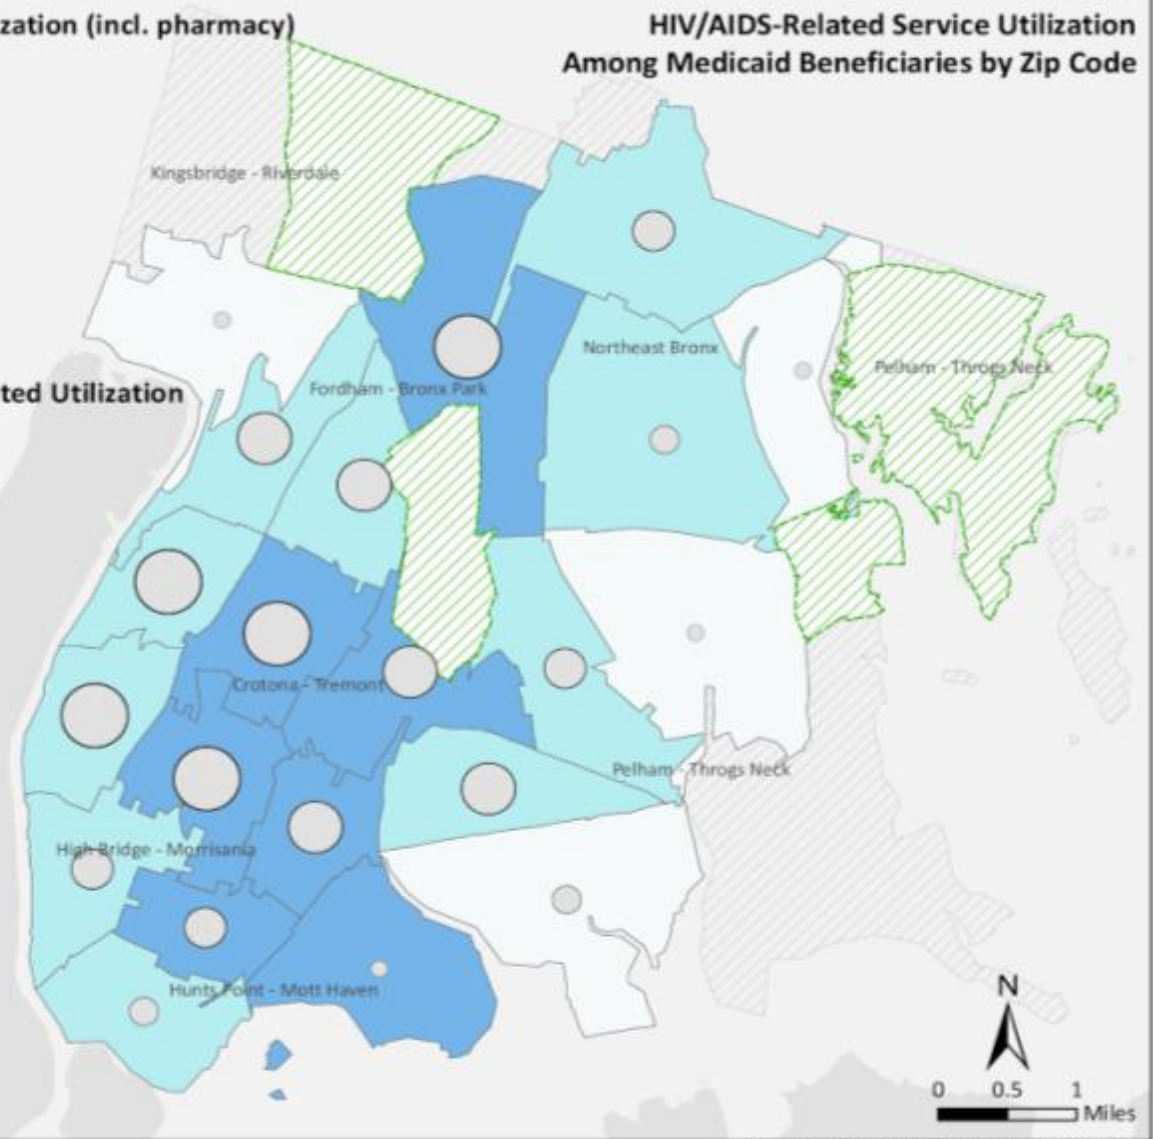 zation (incl. pharmacy)
HIV/AIDS-Related Service Utilization
Among Medicaid Beneficiaries by Zip Code
Kingsbridge - Riverdale
Northeast Bronx
Pelham - Throgs Neck
Fordham - Bronx Park
ted Utilization
Crotona - Tremont
Pelham - Throgs Neck
High Bridge - Morrisania
Hunts Point - Mott Haven
N
0 0.5 1
Miles